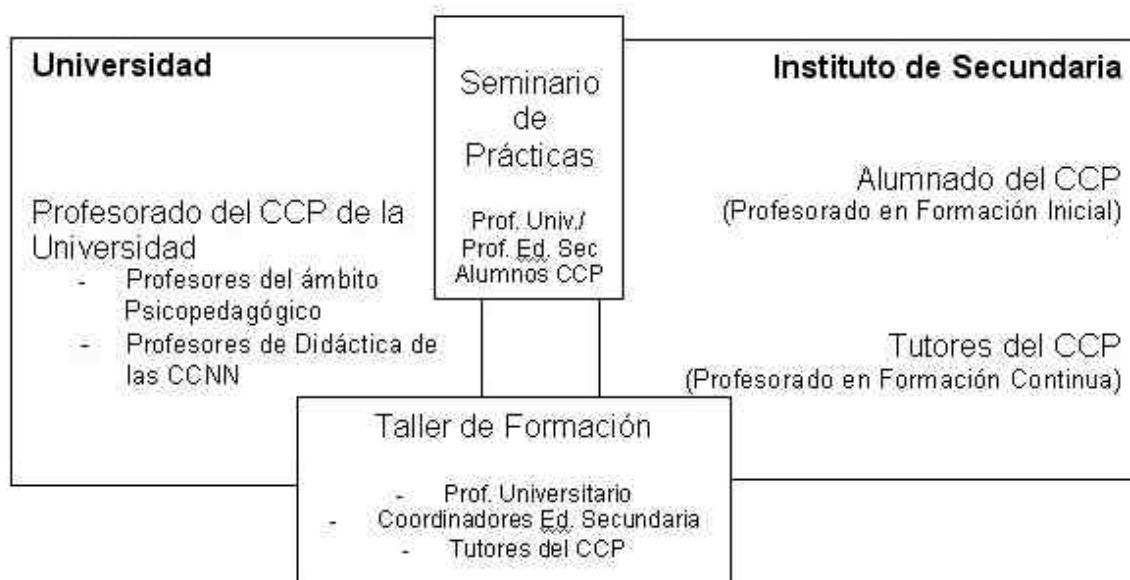 Universidad
Profesorado del CCP de la
Universidad
- Profesores del ámbito
Psicopedagógico
- Profesores de Didáctica de
las CCNN
Seminario
de
Prácticas
Prof. Univ./
Prof. Ed. Sec
Alumnos CCP
Instituto de Secundaria
Alumnado del CCP
(Profesorado en Formación Inicial)
Tutores del CCP
(Profesorado en Formación Continua)
Taller de Formación
- Prof. Universitario
- Coordinadores Ed. Secundaria
- Tutores del CCP